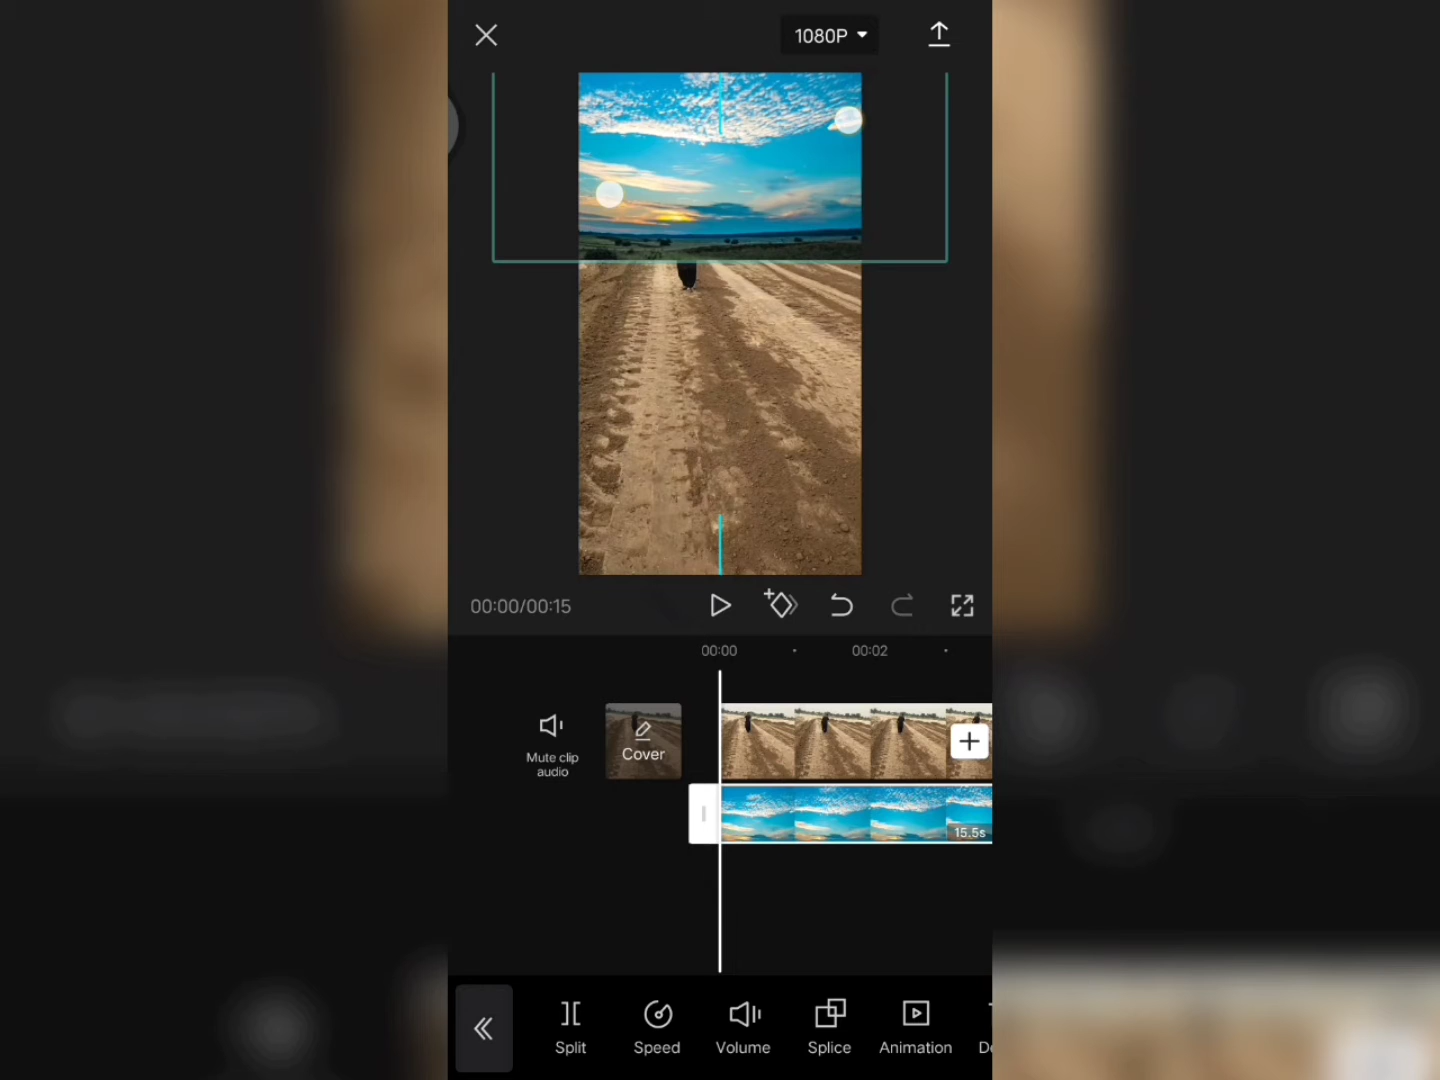 1080P
00:00/00:15
00:00
00:02
Mute clip
audio
Cover
15.5s
Split
Speed
Volume
Splice
Animation